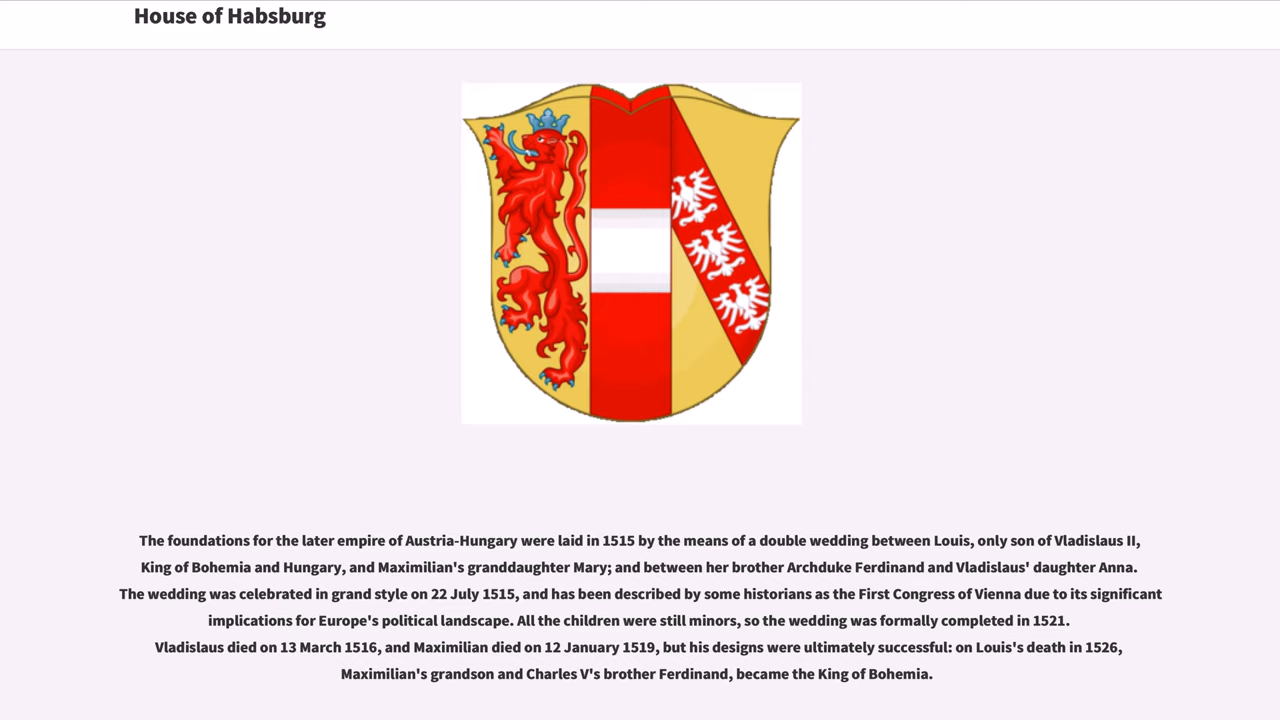 House of Habsburg
The foundations for the later empire of Austria-Hungary were laid in 1515 by the means of a double wedding between Louis, only son of Vladislaus II,
King of Bohemia and Hungary, and Maximilian's granddaughter Mary; and between her brother Archduke Ferdinand and Vladislaus' daughter Anna.
The wedding was celebrated in grand style on 22 July 1515, and has been described by some historians as the First Congress of Vienna due to its significant
implications for Europe's political landscape. All the children were still minors, so the wedding was formally completed in 1521.
Vladislaus died on 13 March 1516, and Maximilian died on 12 January 1519, but his designs were ultimately successful: on Louis's death in 1526,
Maximilian's grandson and Charles V's brother Ferdinand, became the King of Bohemia.